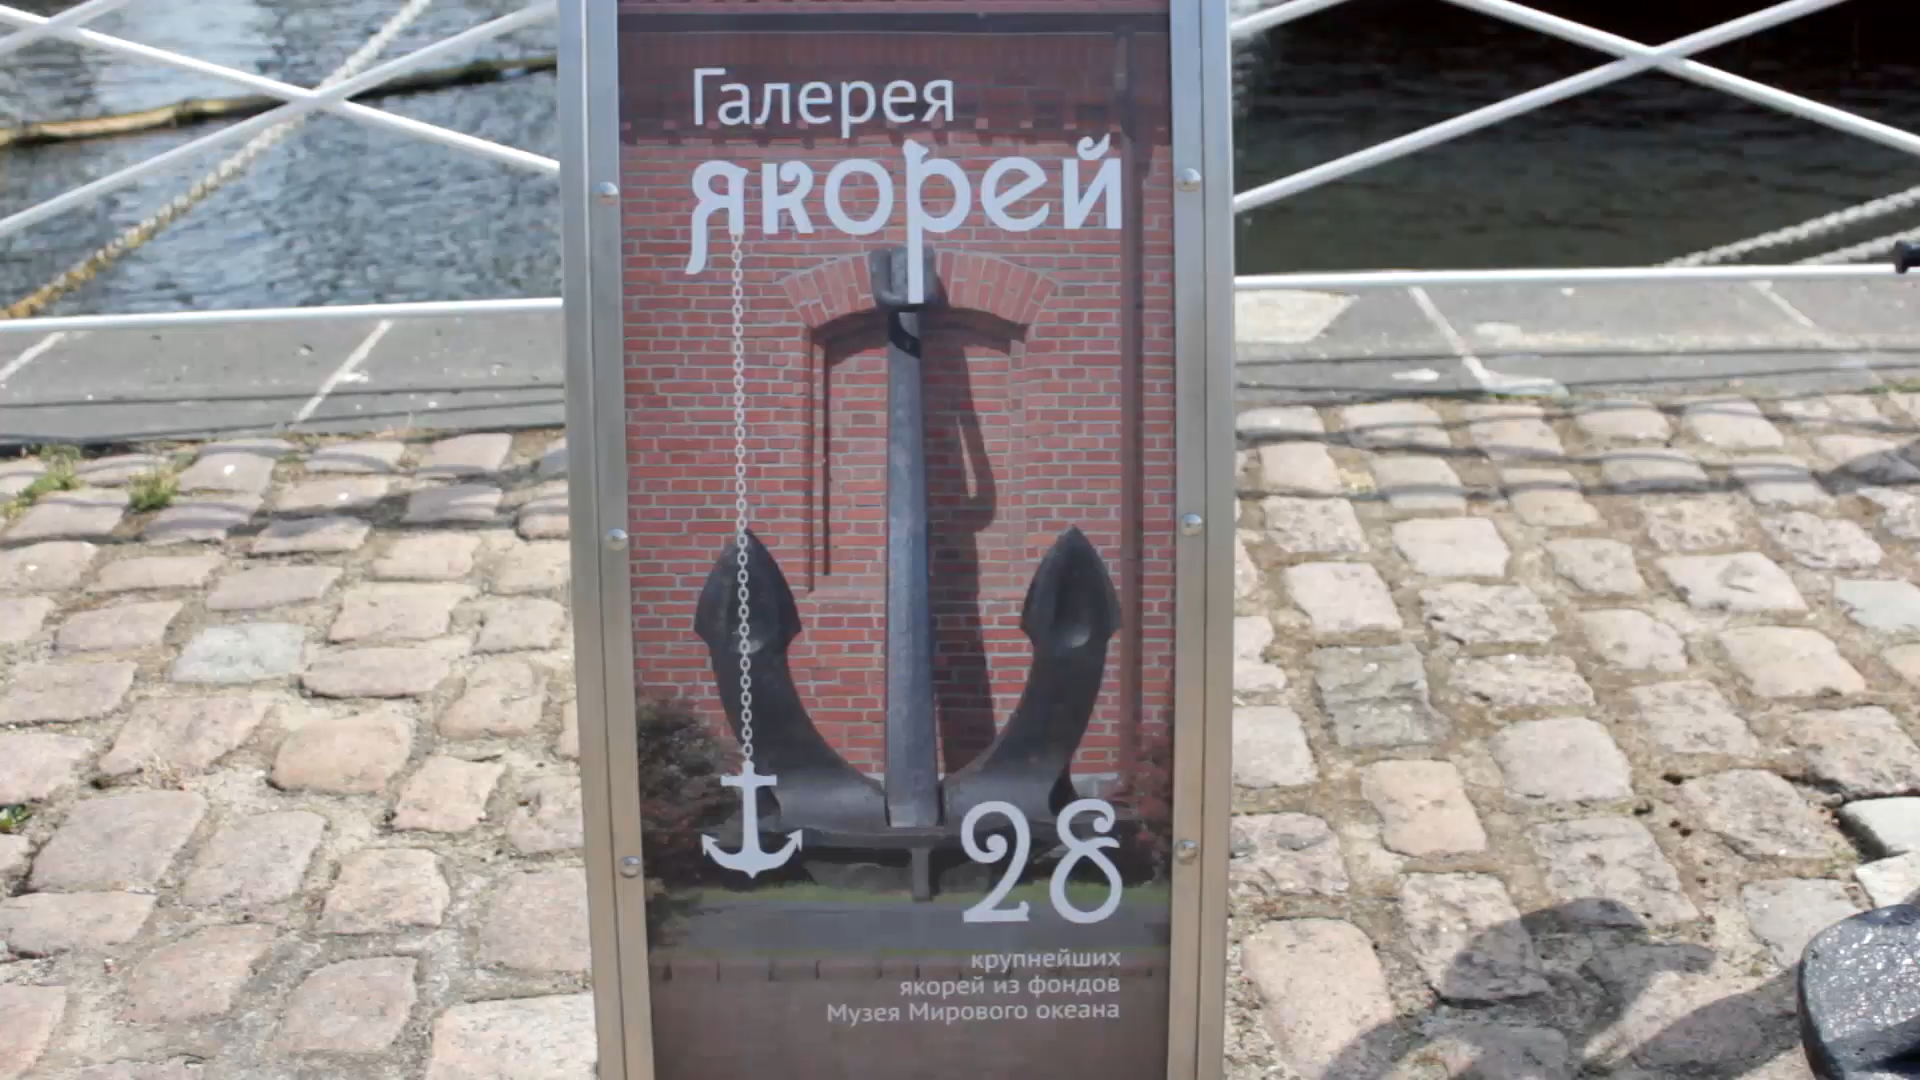 Галерея
якорей
28
крупнейших
якорей из фондов
Музея Мирового океана